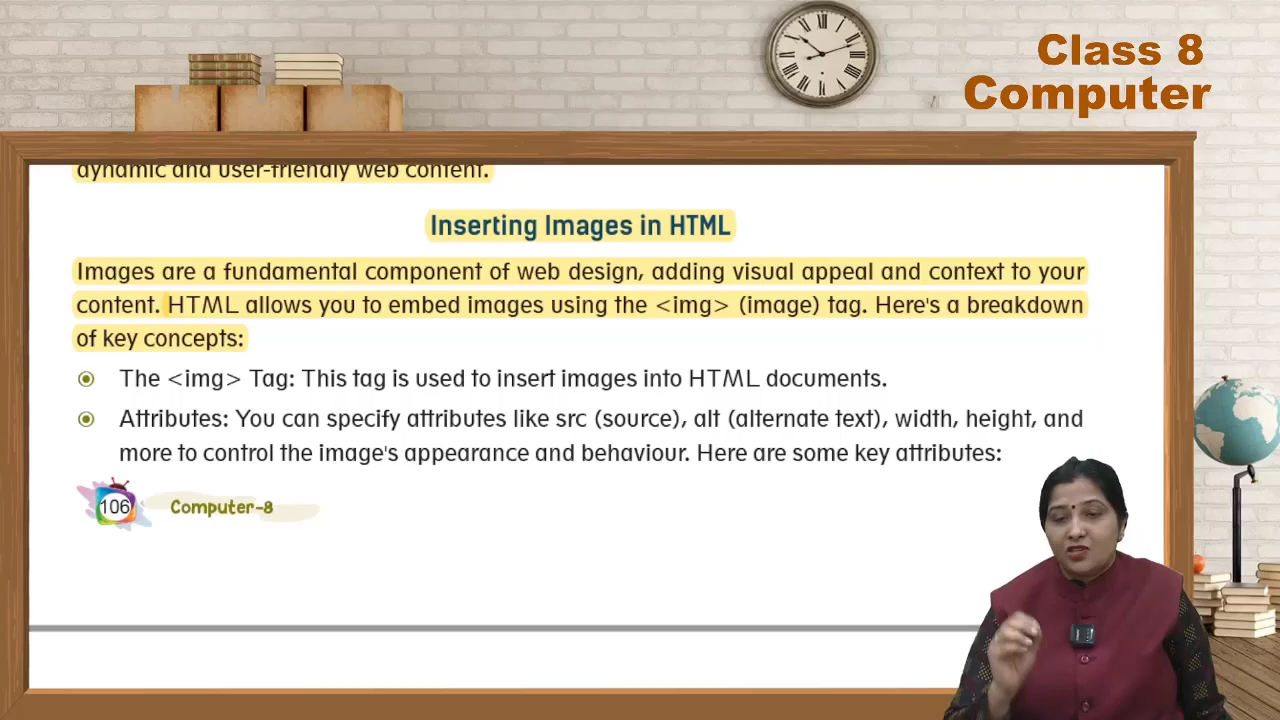 Class 8
Computer
dynamic and user-friendly web content.
Inserting Images in HTML
Images are a fundamental component of web design, adding visual appeal and context to your
content. HTML allows you to embed images using the <img> (image) tag. Here's a breakdown
of key concepts:
The <img> Tag: This tag is used to insert images into HTML documents.
Attributes: You can specify attributes like src (source), alt (alternate text), width, height, and
more to control the image's appearance and behaviour. Here are some key attributes:
106 Computer-8